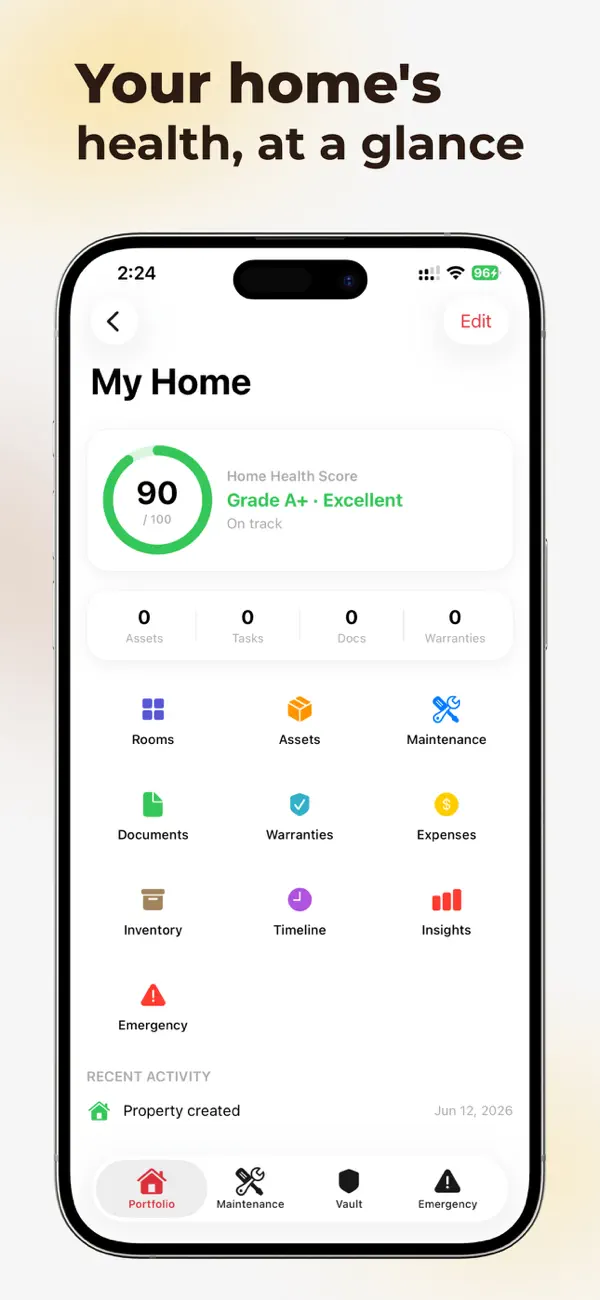 Your home's
health, at a glance
2:24
96
Edit
My Home
90
/ 100
Home Health Score
Grade A+ · Excellent
On track
0 0 0 0
Assets Tasks Docs Warranties
Rooms Assets Maintenance
Documents Warranties Expenses
Inventory Timeline Insights
Emergency
RECENT ACTIVITY
Property created Jun 12, 2026
Portfolio Maintenance Vault Emergency